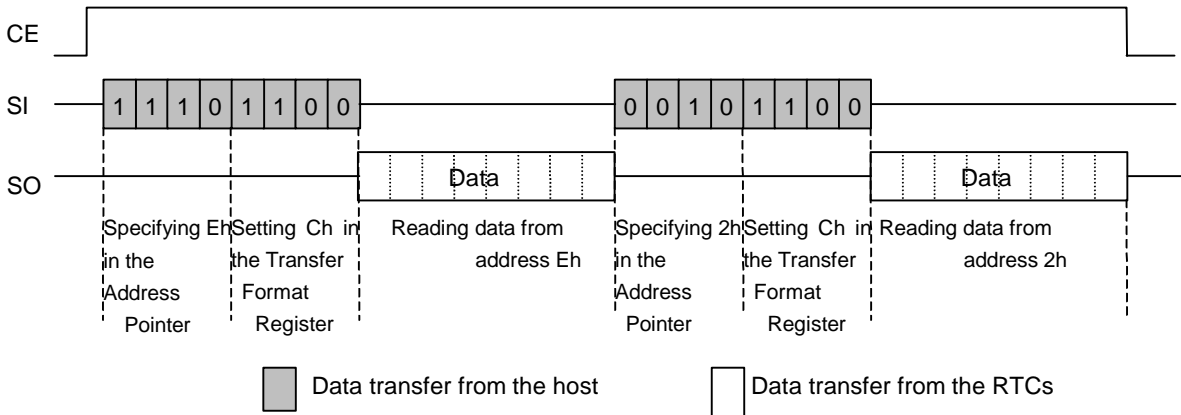 CE
SI
1 1 1 0 1 1 0 0
0 0 1 0 1 1 0 0
SO
Data
Data
Specifying Eh
in the
Address
Pointer
Setting Ch in
the Transfer
Format
Register
Reading data from
address Eh
Specifying 2h
in the
Address
Pointer
Setting Ch in
the Transfer
Format
Register
Reading data from
address 2h
Data transfer from the host
Data transfer from the RTCs